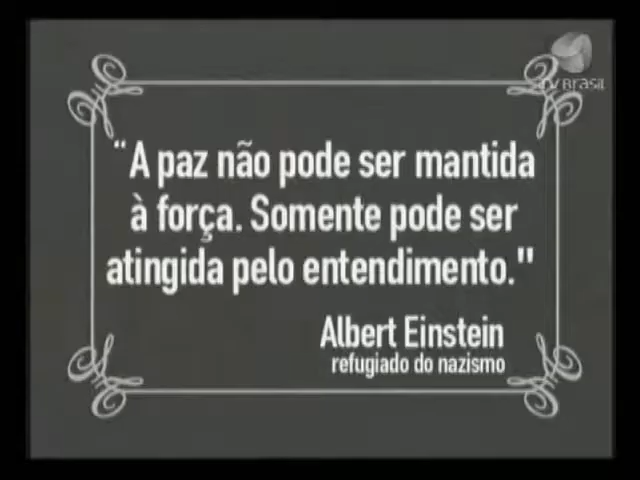 TV BRASIL
"A paz não pode ser mantida
à força. Somente pode ser
atingida pelo entendimento."
Albert Einstein
refugiado do nazismo